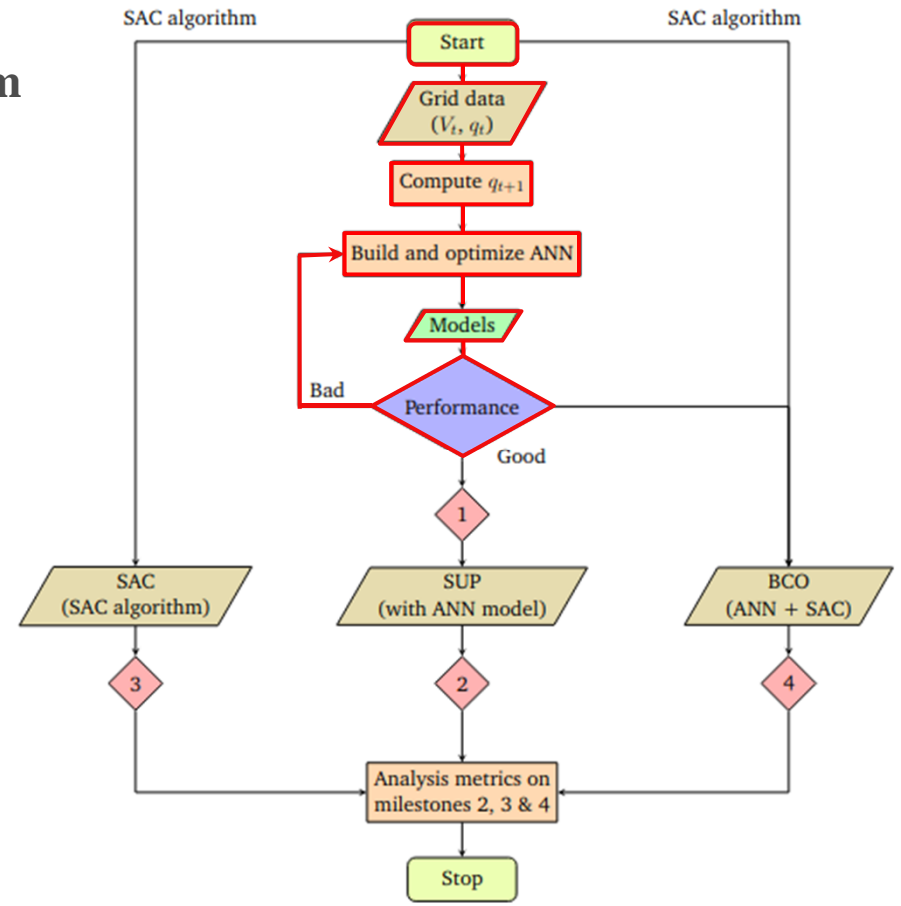 SAC algorithm
SAC algorithm
Start
m
Grid data
(Vₜ, qₜ)
Compute qₜ₊₁
Build and optimize ANN
Models
Bad
Performance
Good
1
SAC
(SAC algorithm)
SUP
(with ANN model)
BCO
(ANN + SAC)
3
2
4
Analysis metrics on
milestones 2, 3 & 4
Stop